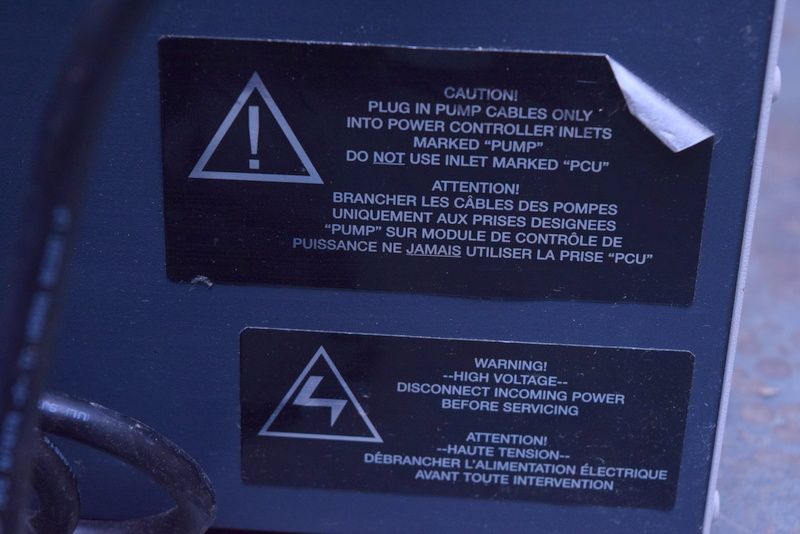 CAUTION!
PLUG IN PUMP CABLES ONLY
INTO POWER CONTROLLER INLETS
MARKED “PUMP”
DO NOT USE INLET MARKED “PCU”
ATTENTION!
BRANCHER LES CÂBLES DES POMPES
UNIQUEMENT AUX PRISES DESIGNEES
“PUMP” SUR MODULE DE CONTRÔLE DE
PUISSANCE NE JAMAIS UTILISER LA PRISE “PCU”
WARNING!
--HIGH VOLTAGE--
DISCONNECT INCOMING POWER
BEFORE SERVICING
ATTENTION!
--HAUTE TENSION--
DÉBRANCHER L'ALIMENTATION ÉLECTRIQUE
AVANT TOUTE INTERVENTION